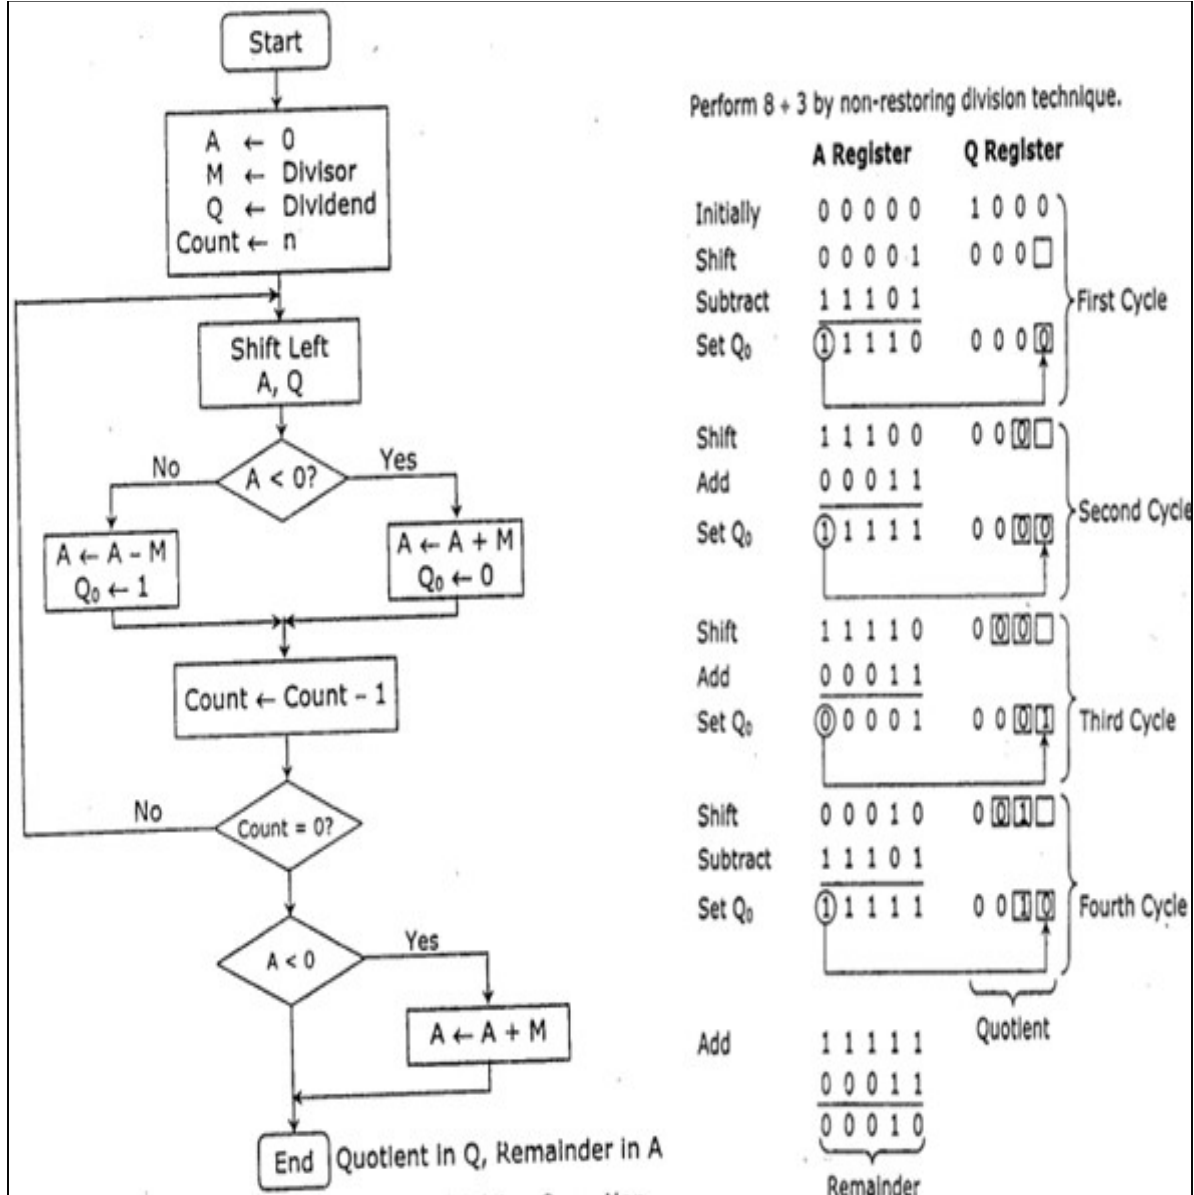 Start
A ← 0
M ← Divisor
Q ← Dividend
Count ← n
Shift Left
A, Q
A < 0?
No
Yes
A ← A – M
Q₀ ← 1
A ← A + M
Q₀ ← 0
Count ← Count – 1
Count = 0?
No
A < 0
Yes
A ← A + M
End
Quotient in Q, Remainder in A
Perform 8 ÷ 3 by non-restoring division technique.
A Register Q Register
Initially 0 0 0 0 0 1 0 0 0
Shift 0 0 0 0 1 0 0 0
Subtract 1 1 1 0 1
Set Q₀ 1 1 1 1 0 0 0 0 0
First Cycle
Shift 1 1 1 0 0 0 0 0
Add 0 0 0 1 1
Set Q₀ 1 1 1 1 1 0 0 0 0
Second Cycle
Shift 1 1 1 1 0 0 0 0
Add 0 0 0 1 1
Set Q₀ 0 0 0 0 1 0 0 0 1
Third Cycle
Shift 0 0 0 1 0 0 0 1
Subtract 1 1 1 0 1
Set Q₀ 1 1 1 1 1 0 0 1 0
Fourth Cycle
Quotient
Add 1 1 1 1 1
0 0 0 1 1
0 0 0 1 0
Remainder